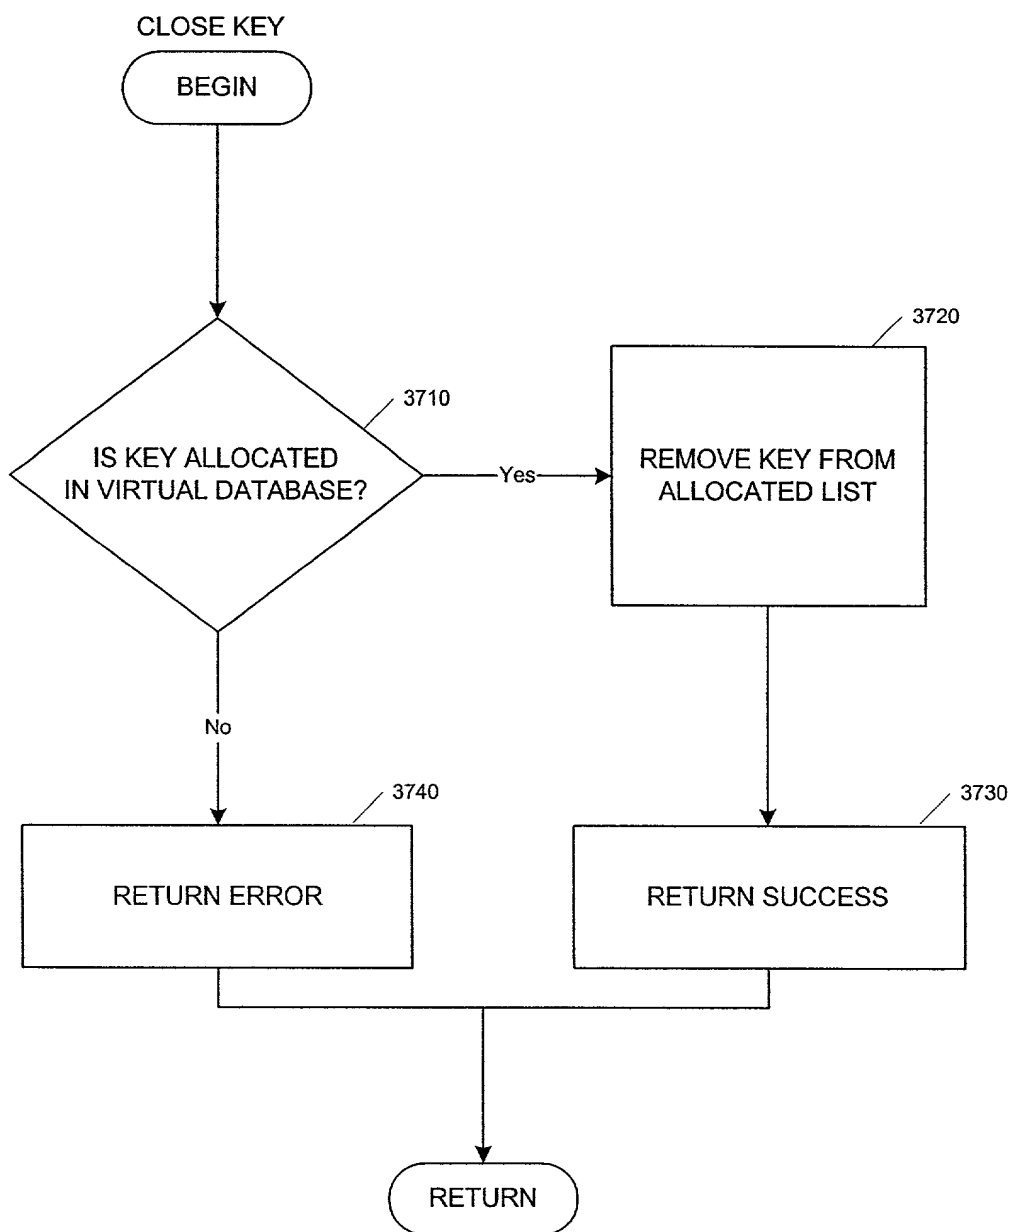 CLOSE KEY
BEGIN
3710
IS KEY ALLOCATED
IN VIRTUAL DATABASE?
Yes
3720
REMOVE KEY FROM
ALLOCATED LIST
No
3740
RETURN ERROR
3730
RETURN SUCCESS
RETURN